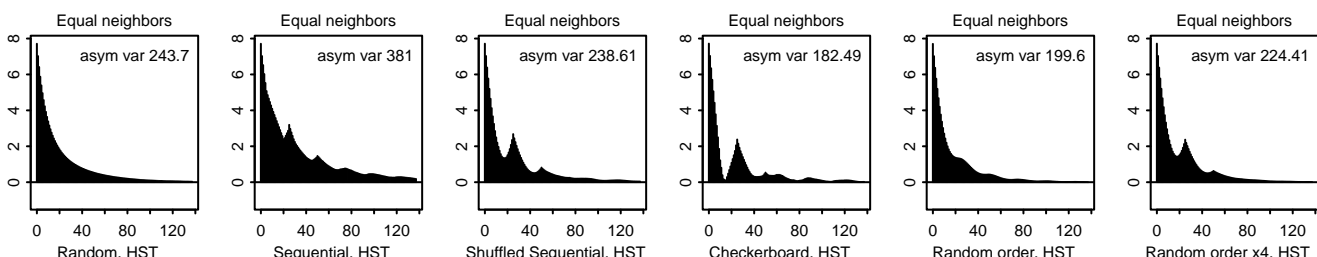 Equal neighbors Equal neighbors Equal neighbors Equal neighbors Equal neighbors Equal neighbors
8 8 8 8 8 8
asym var 243.7 asym var 381 asym var 238.61 asym var 182.49 asym var 199.6 asym var 224.41
6 6 6 6 6 6
4 4 4 4 4 4
2 2 2 2 2 2
0 0 0 0 0 0
0 40 80 120 0 40 80 120 0 40 80 120 0 40 80 120 0 40 80 120 0 40 80 120
Random, HST Sequential, HST Shuffled Sequential, HST Checkerboard, HST Random order, HST Random order x4, HST